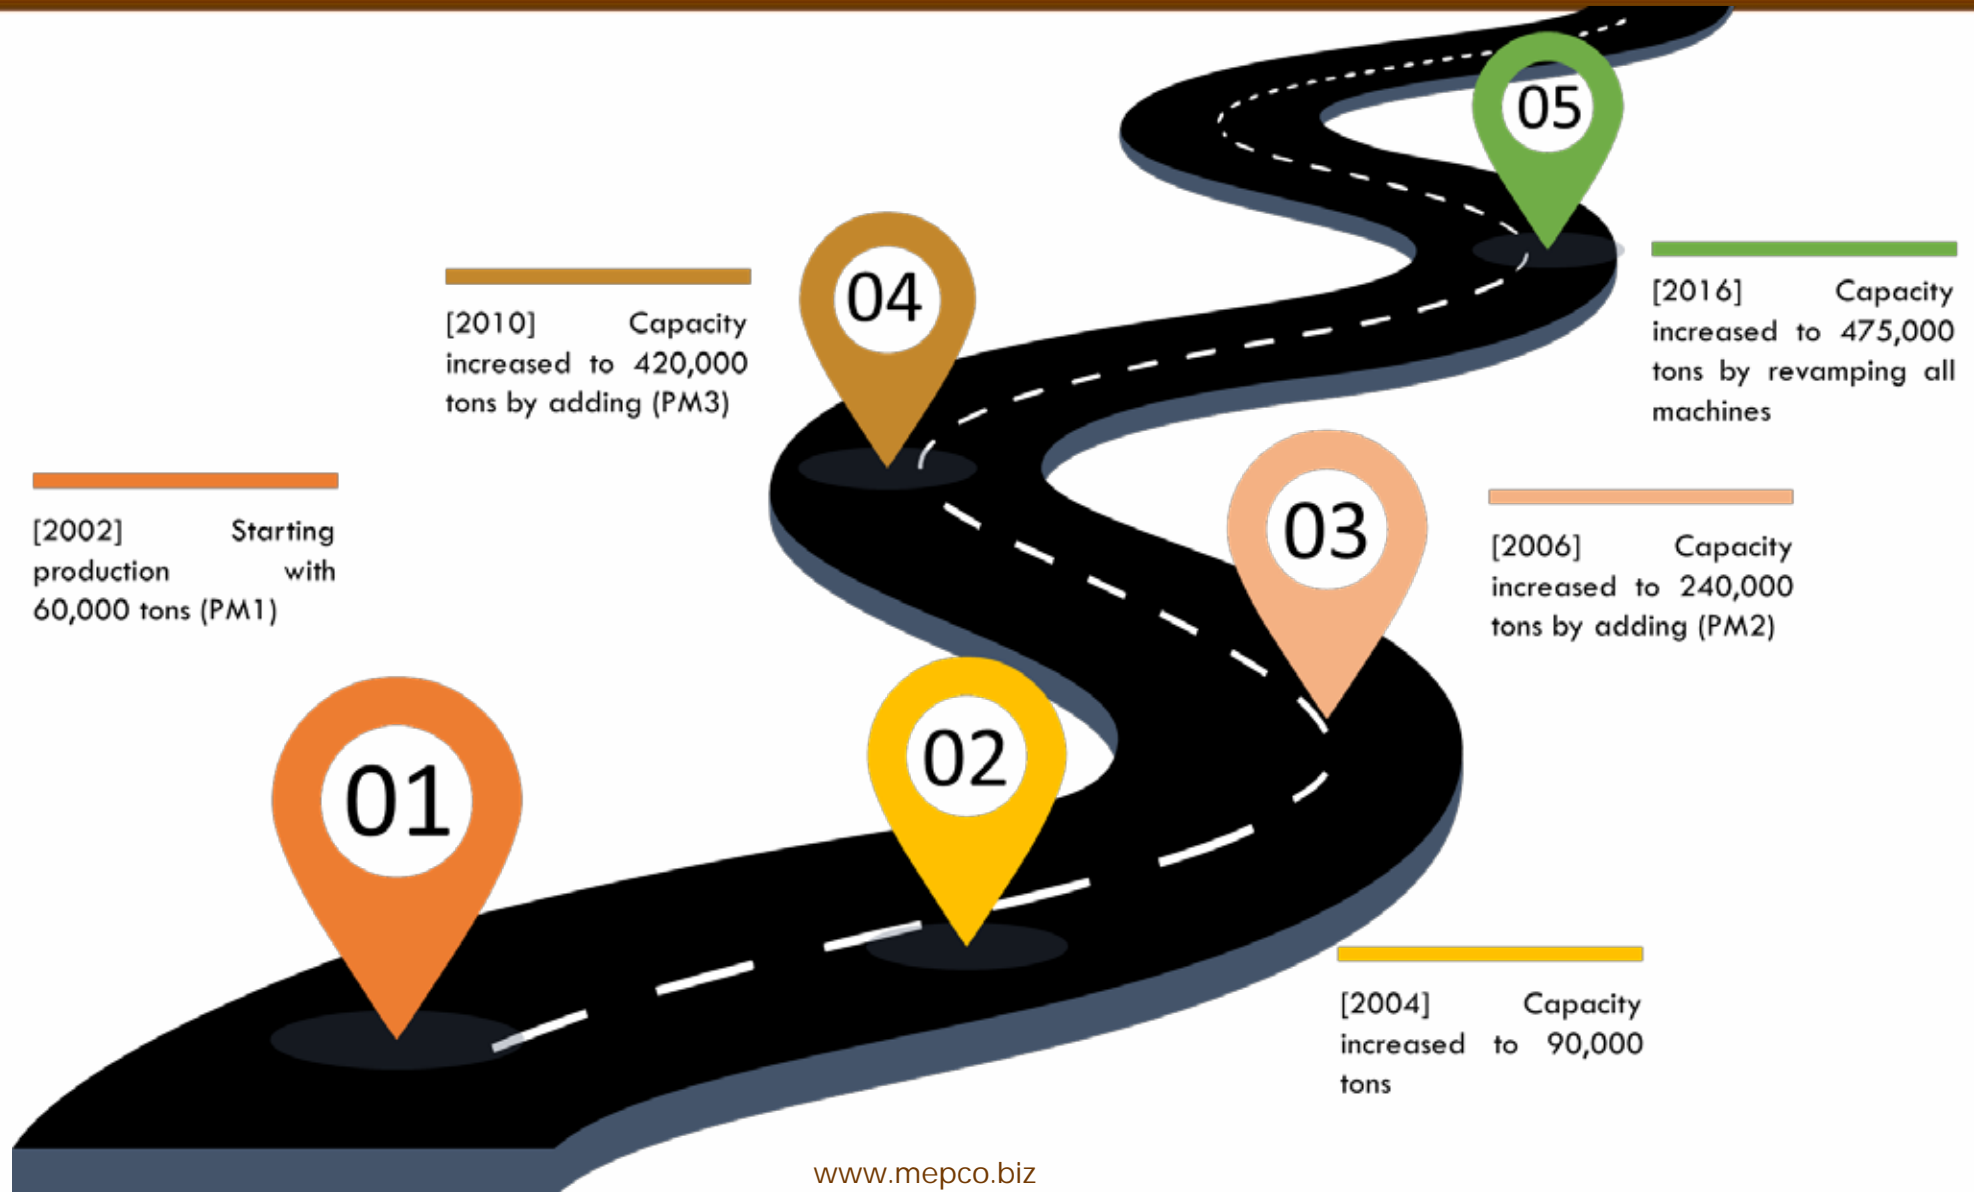 05
[2016] Capacity
increased to 475,000
tons by revamping all
machines
04
[2010] Capacity
increased to 420,000
tons by adding (PM3)
03
[2006] Capacity
increased to 240,000
tons by adding (PM2)
[2002] Starting
production with
60,000 tons (PM1)
01
02
[2004] Capacity
increased to 90,000
tons
www.mepco.biz